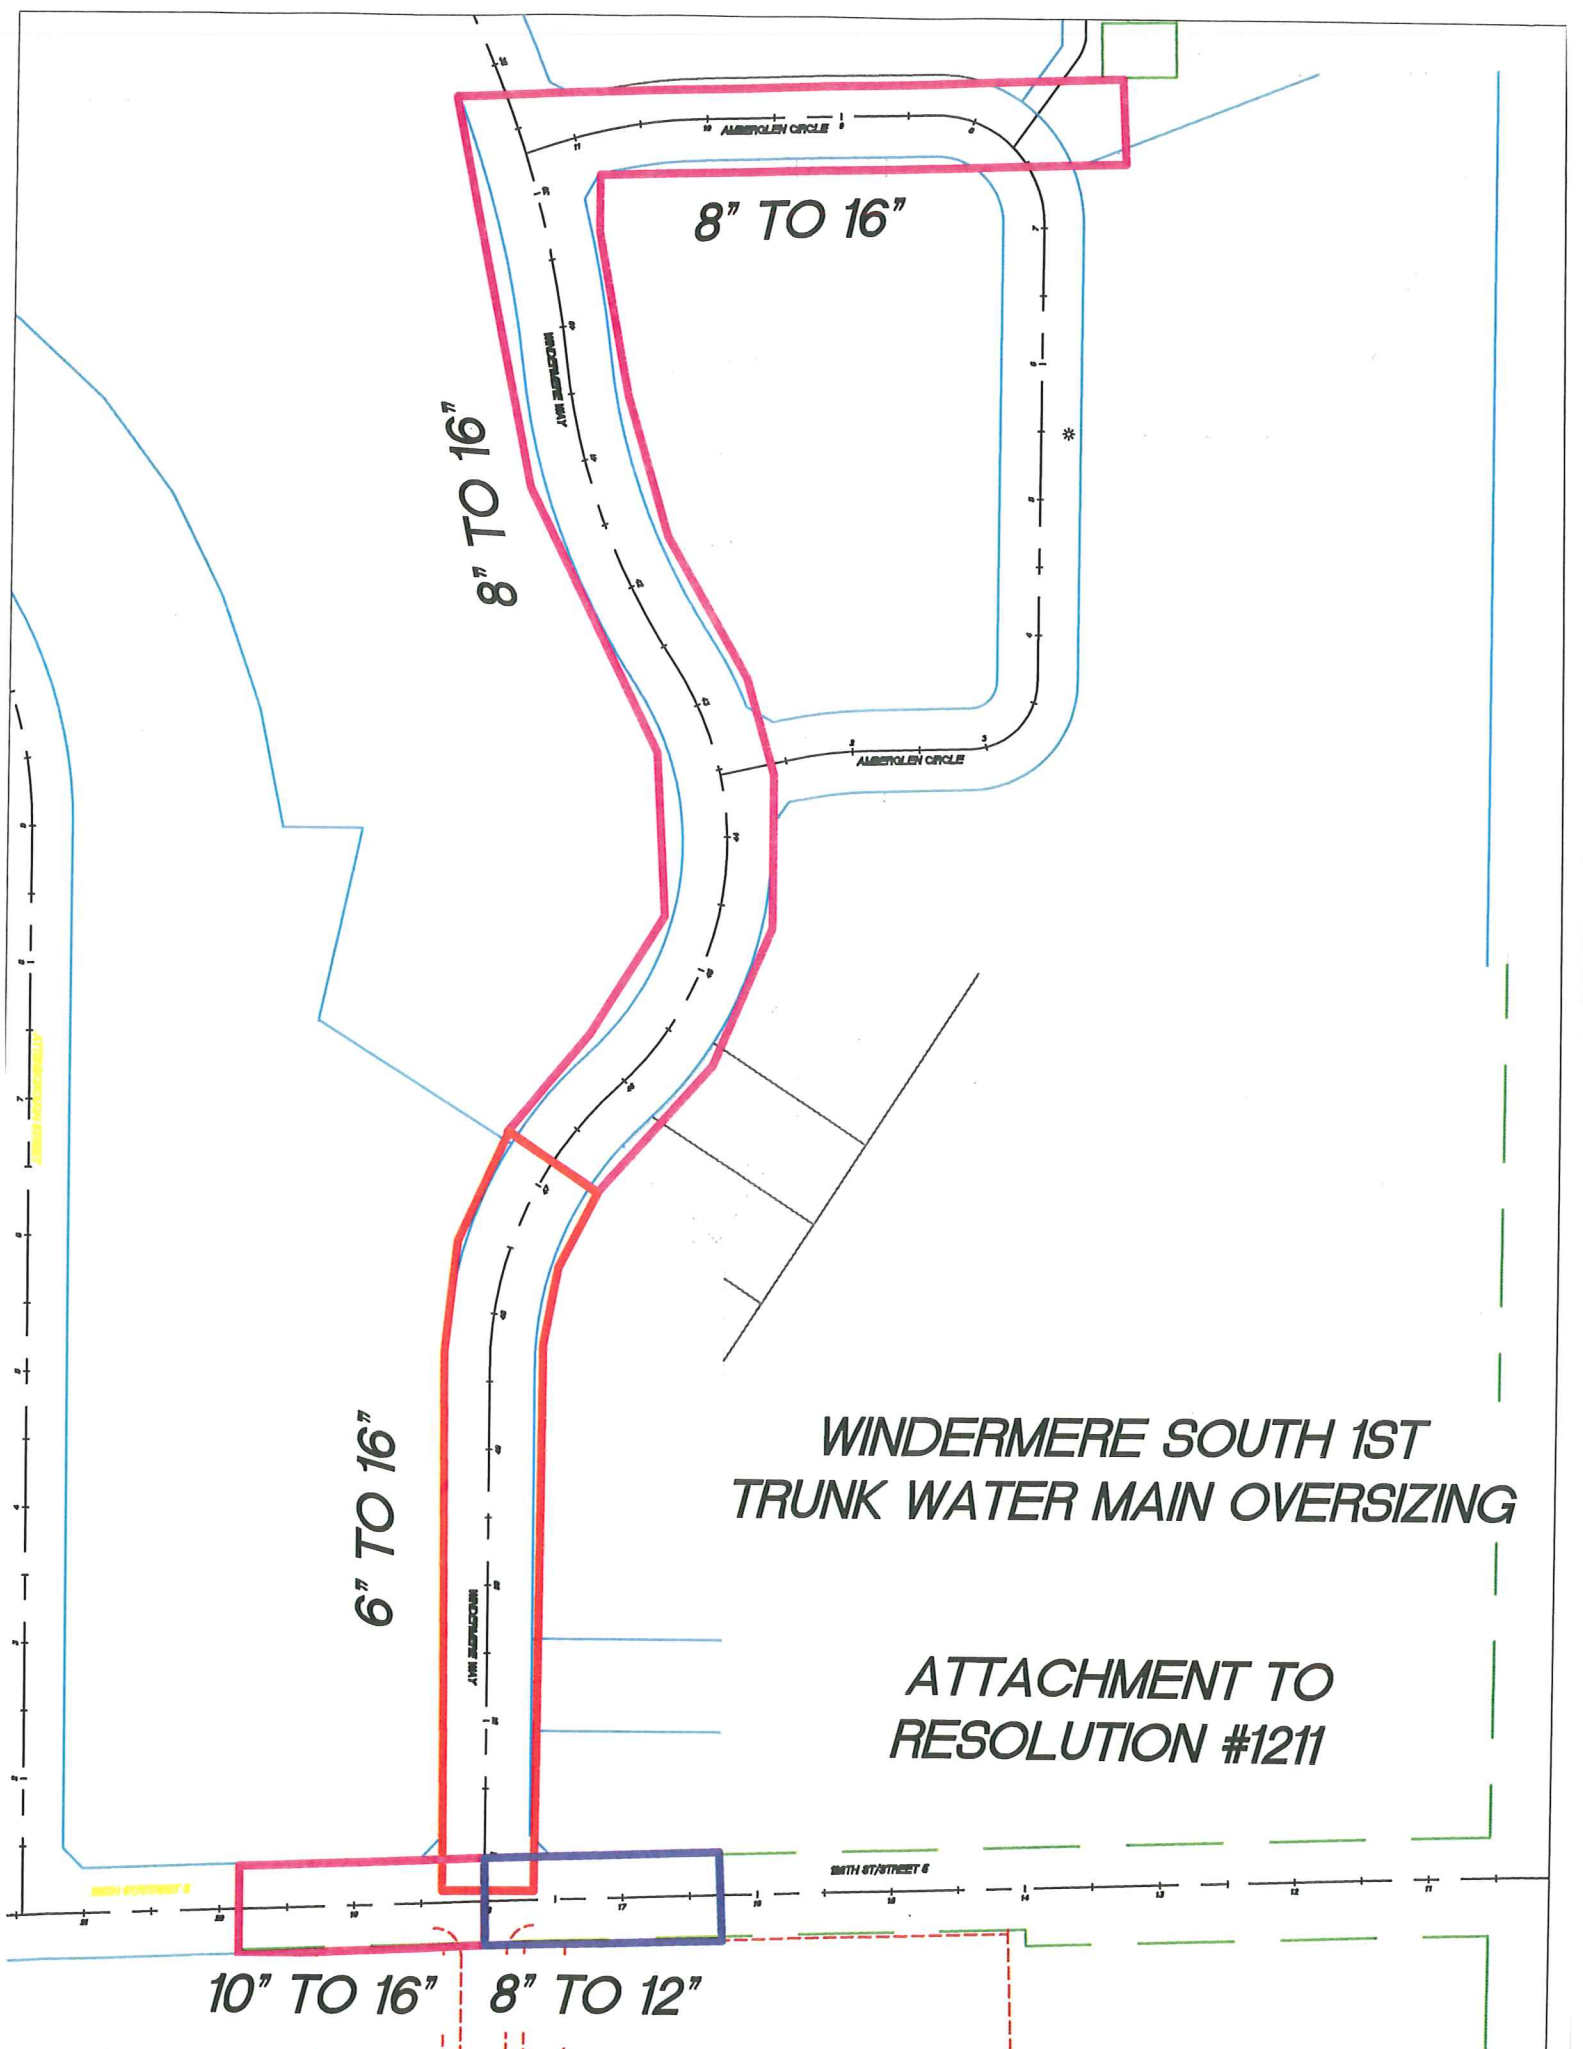 AMBERGLEN CIRCLE
8" TO 16"
WINDERMERE WAY
8" TO 16"
AMBERGLEN CIRCLE
WINDERMERE SOUTH 1ST
TRUNK WATER MAIN OVERSIZING
6" TO 16"
WINDERMERE WAY
ATTACHMENT TO
RESOLUTION #1211
10" TO 16"
8" TO 12"